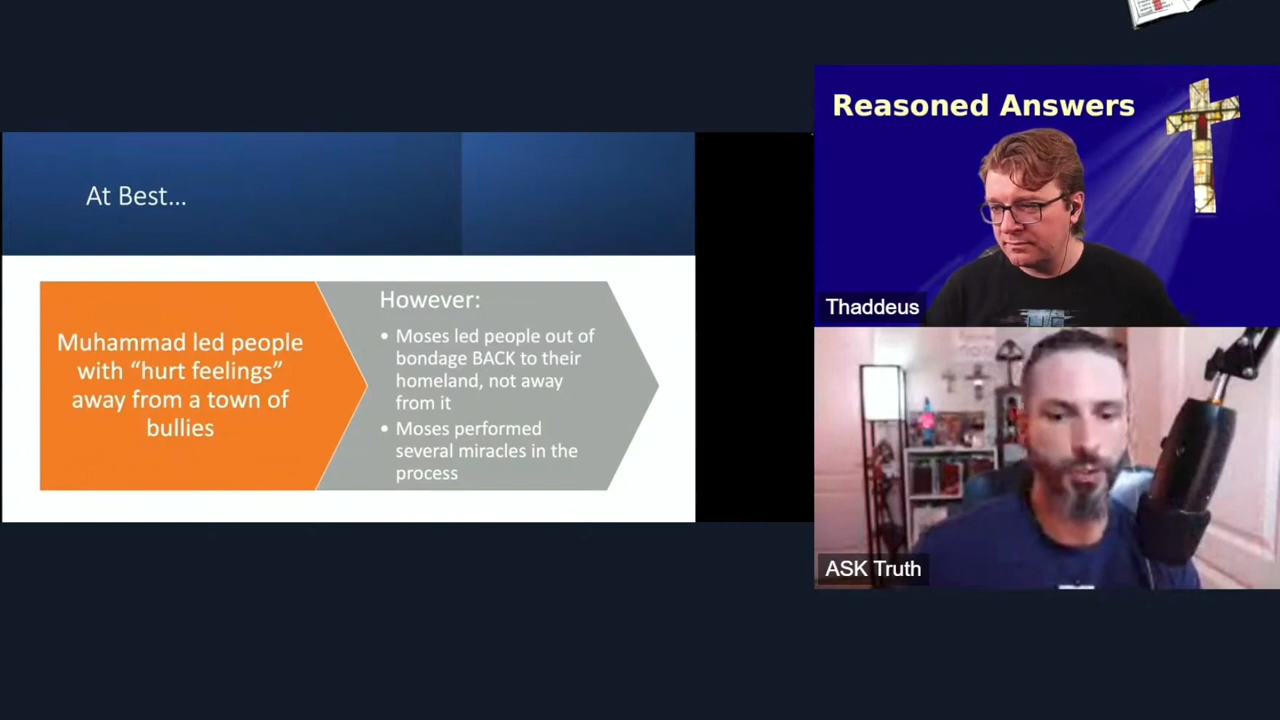 At Best...
Muhammad led people
with “hurt feelings”
away from a town of
bullies
However:
• Moses led people out of
bondage BACK to their
homeland, not away
from it
• Moses performed
several miracles in the
process
Reasoned Answers
Thaddeus
ASK Truth